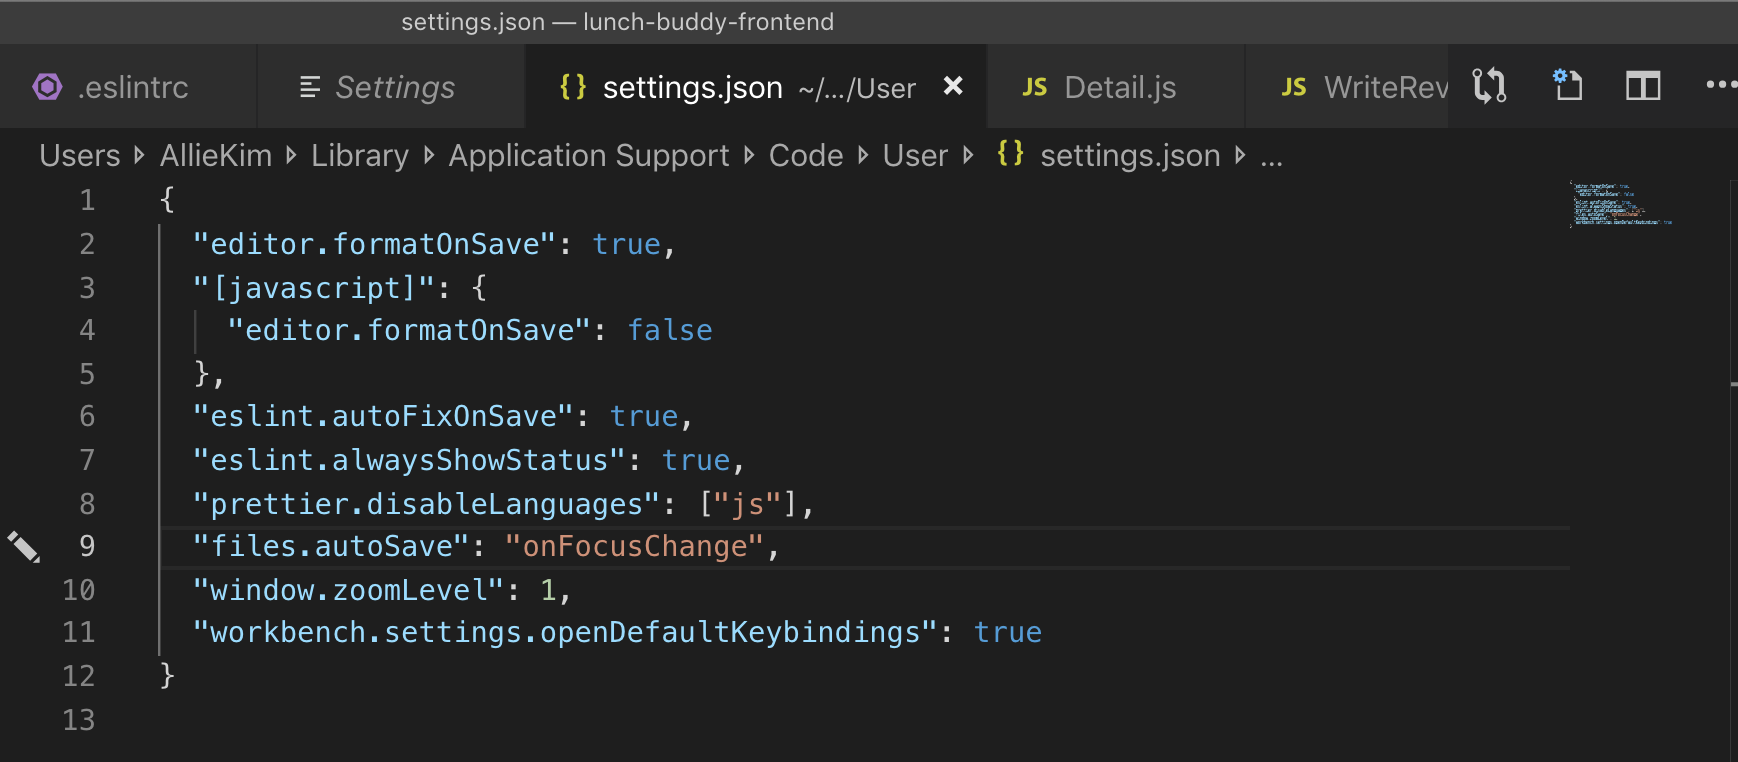 settings.json — lunch-buddy-frontend
.eslintrc Settings {} settings.json ~/.../User × JS Detail.js JS WriteRev
Users AllieKim Library Application Support Code User {} settings.json ...
1 {
2 "editor.formatOnSave": true,
3 "[javascript]": {
4 "editor.formatOnSave": false
5 },
6 "eslint.autoFixOnSave": true,
7 "eslint.alwaysShowStatus": true,
8 "prettier.disableLanguages": ["js"],
9 "files.autoSave": "onFocusChange",
10 "window.zoomLevel": 1,
11 "workbench.settings.openDefaultKeybindings": true
12 }
13